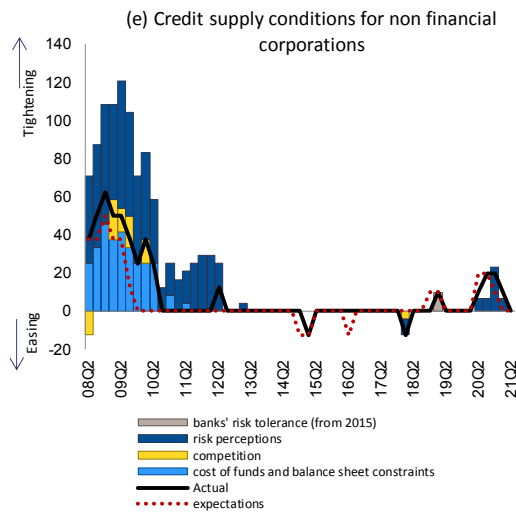 (e) Credit supply conditions for non financial
corporations
Tightening
Easing
140
120
100
80
60
40
20
0
-20
08Q2
09Q2
10Q2
11Q2
12Q2
13Q2
14Q2
15Q2
16Q2
17Q2
18Q2
19Q2
20Q2
21Q2
banks' risk tolerance (from 2015)
risk perceptions
competition
cost of funds and balance sheet constraints
Actual
expectations